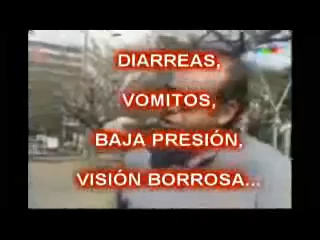 DIARREAS,
VOMITOS,
BAJA PRESIÓN,
VISIÓN BORROSA...